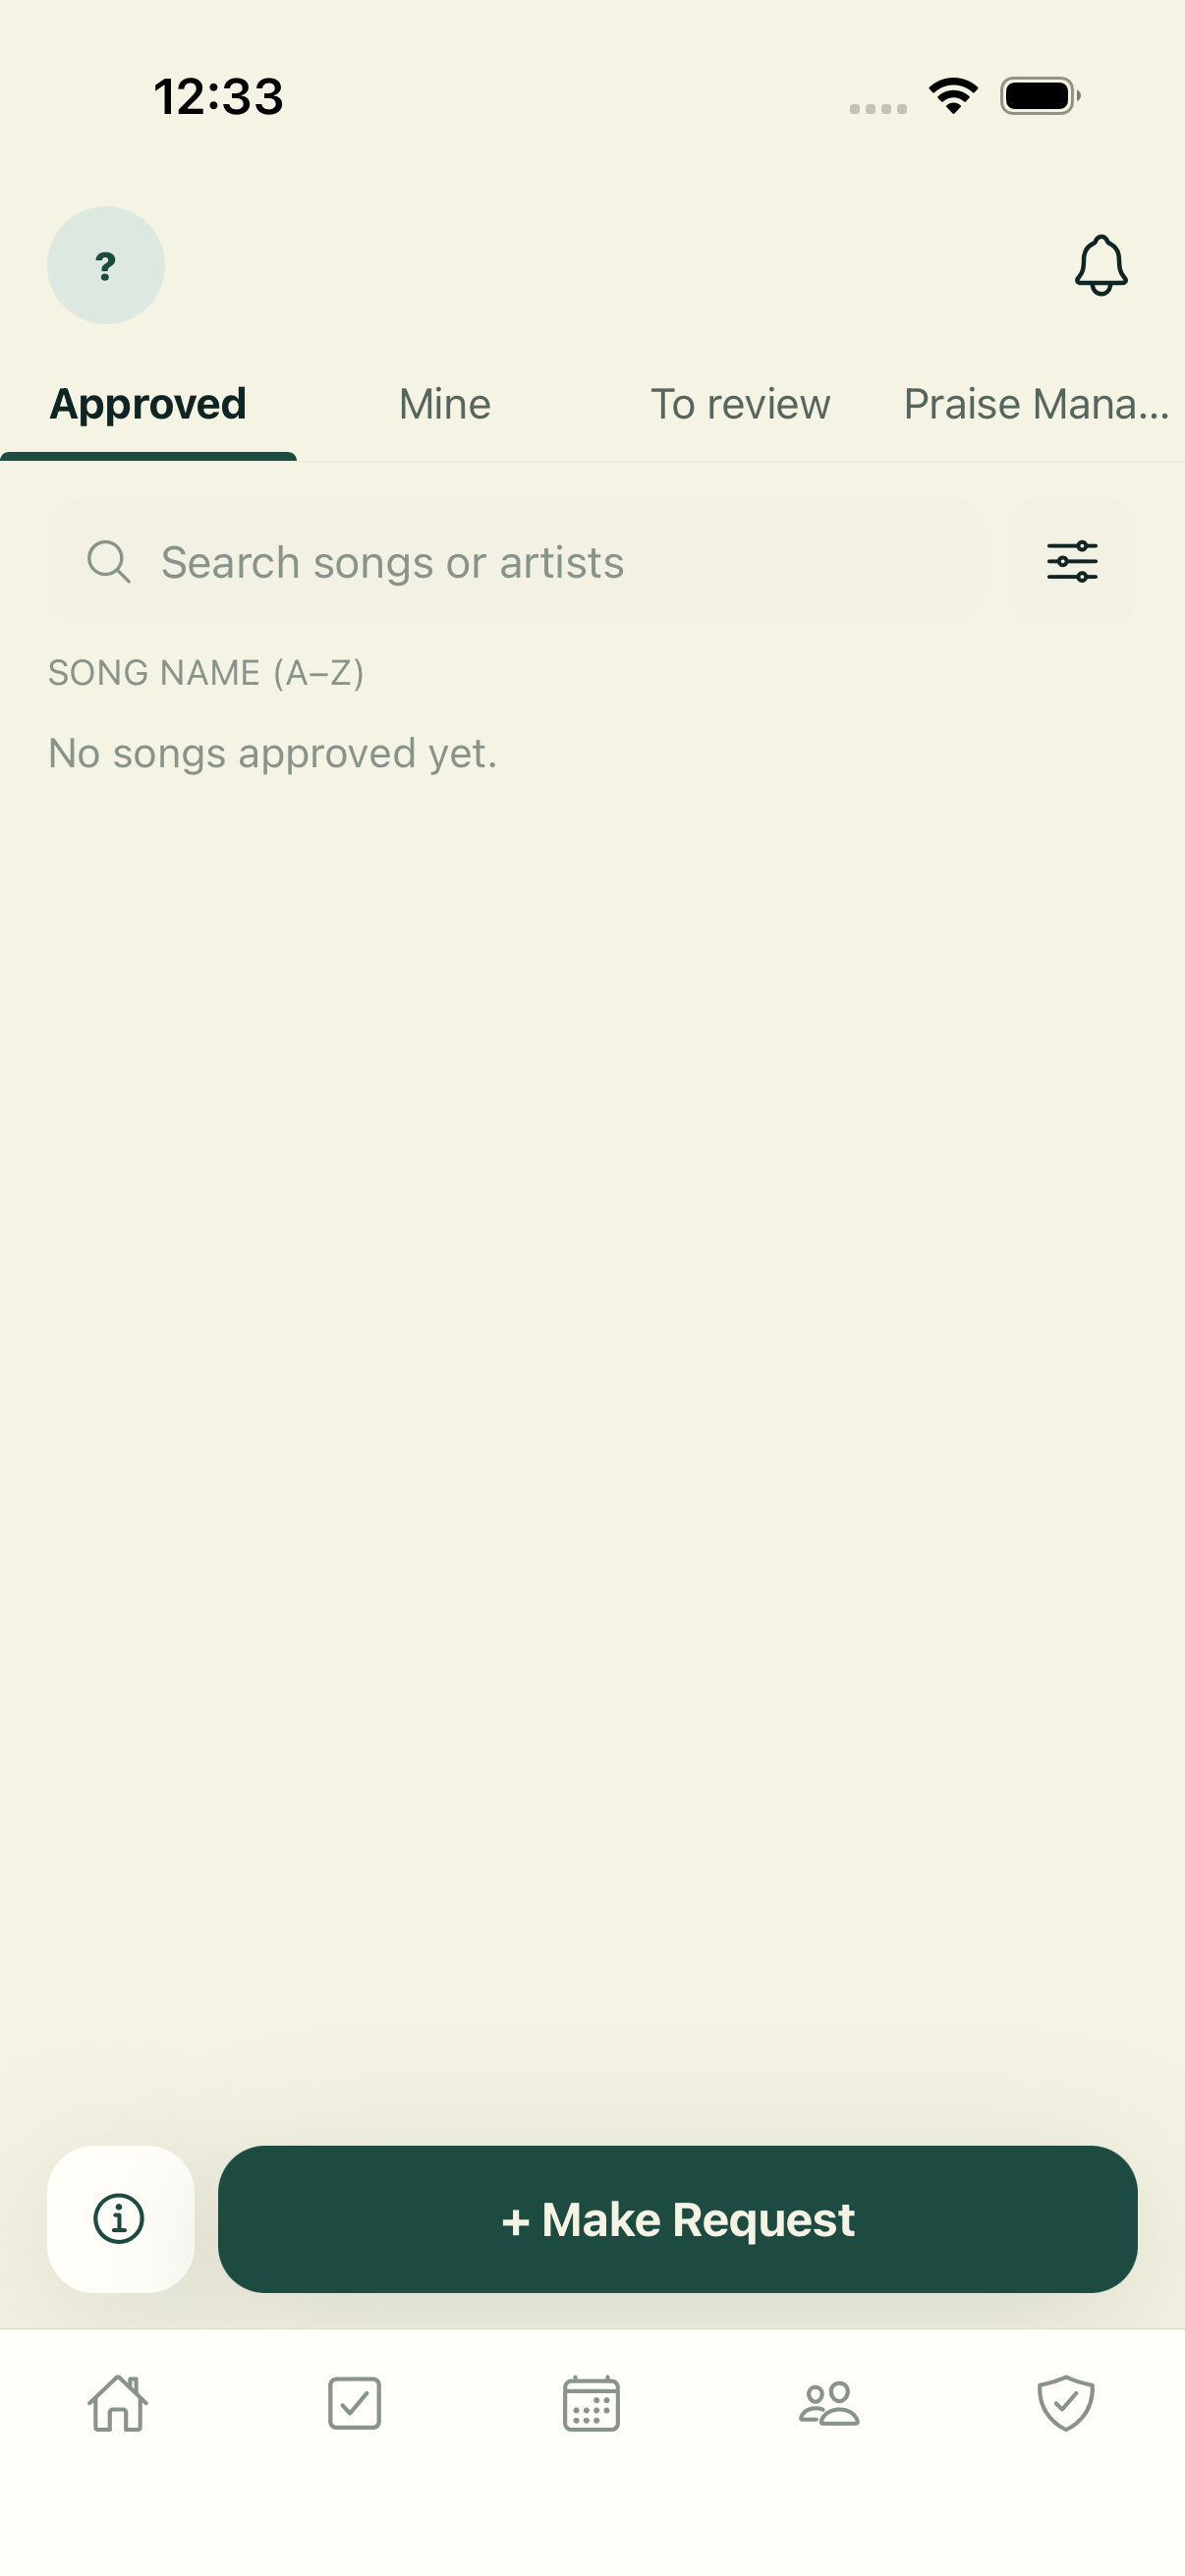 12:33
?
Approved
Mine
To review
Praise Mana...
Search songs or artists
SONG NAME (A–Z)
No songs approved yet.
+ Make Request